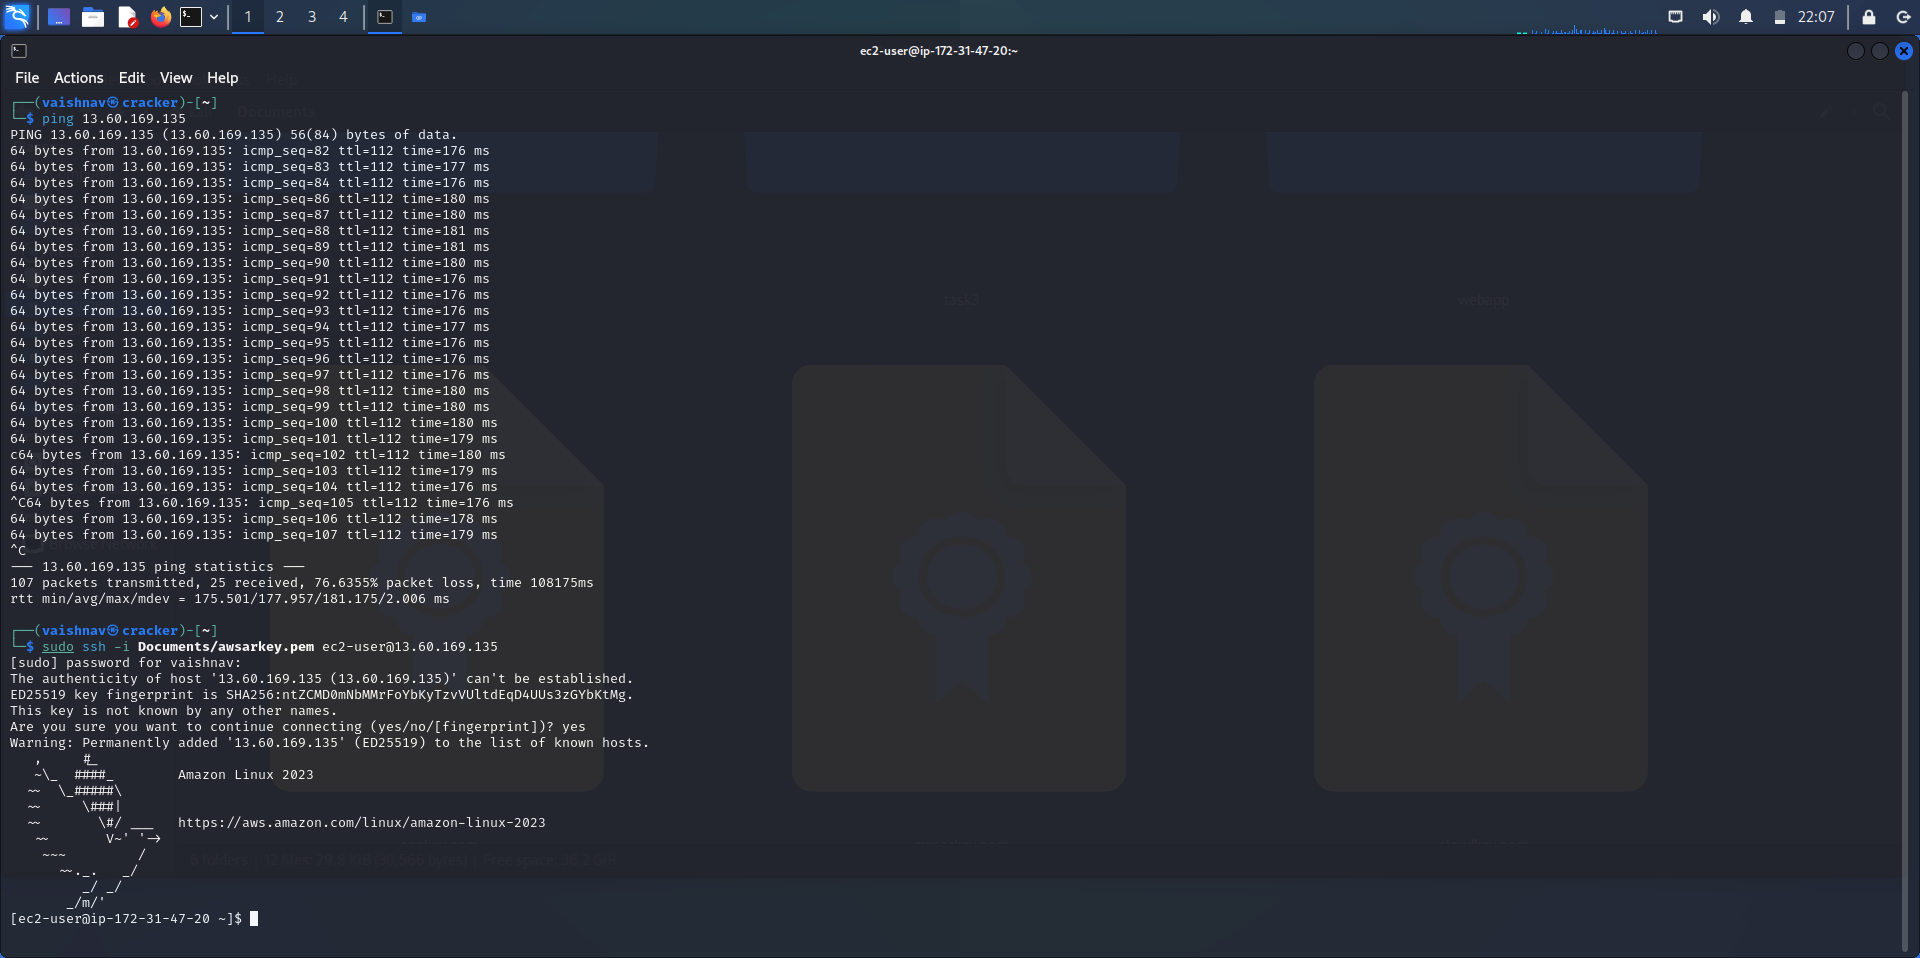 1 2 3 4 22:07
ec2-user@ip-172-31-47-20:~
File Actions Edit View Help
┌──(vaishnav㉿cracker)-[~]
└─$ ping 13.60.169.135
PING 13.60.169.135 (13.60.169.135) 56(84) bytes of data.
64 bytes from 13.60.169.135: icmp_seq=82 ttl=112 time=176 ms
64 bytes from 13.60.169.135: icmp_seq=83 ttl=112 time=177 ms
64 bytes from 13.60.169.135: icmp_seq=84 ttl=112 time=176 ms
64 bytes from 13.60.169.135: icmp_seq=86 ttl=112 time=180 ms
64 bytes from 13.60.169.135: icmp_seq=87 ttl=112 time=180 ms
64 bytes from 13.60.169.135: icmp_seq=88 ttl=112 time=181 ms
64 bytes from 13.60.169.135: icmp_seq=89 ttl=112 time=181 ms
64 bytes from 13.60.169.135: icmp_seq=90 ttl=112 time=180 ms
64 bytes from 13.60.169.135: icmp_seq=91 ttl=112 time=176 ms
64 bytes from 13.60.169.135: icmp_seq=92 ttl=112 time=176 ms
64 bytes from 13.60.169.135: icmp_seq=93 ttl=112 time=176 ms
64 bytes from 13.60.169.135: icmp_seq=94 ttl=112 time=177 ms
64 bytes from 13.60.169.135: icmp_seq=95 ttl=112 time=176 ms
64 bytes from 13.60.169.135: icmp_seq=96 ttl=112 time=176 ms
64 bytes from 13.60.169.135: icmp_seq=97 ttl=112 time=176 ms
64 bytes from 13.60.169.135: icmp_seq=98 ttl=112 time=180 ms
64 bytes from 13.60.169.135: icmp_seq=99 ttl=112 time=180 ms
64 bytes from 13.60.169.135: icmp_seq=100 ttl=112 time=180 ms
64 bytes from 13.60.169.135: icmp_seq=101 ttl=112 time=179 ms
c64 bytes from 13.60.169.135: icmp_seq=102 ttl=112 time=180 ms
64 bytes from 13.60.169.135: icmp_seq=103 ttl=112 time=179 ms
64 bytes from 13.60.169.135: icmp_seq=104 ttl=112 time=176 ms
^C64 bytes from 13.60.169.135: icmp_seq=105 ttl=112 time=176 ms
64 bytes from 13.60.169.135: icmp_seq=106 ttl=112 time=178 ms
64 bytes from 13.60.169.135: icmp_seq=107 ttl=112 time=179 ms
^C
--- 13.60.169.135 ping statistics ---
107 packets transmitted, 25 received, 76.6355% packet loss, time 108175ms
rtt min/avg/max/mdev = 175.501/177.957/181.175/2.006 ms
┌──(vaishnav㉿cracker)-[~]
└─$ sudo ssh -i Documents/awsarkey.pem ec2-user@13.60.169.135
[sudo] password for vaishnav:
The authenticity of host '13.60.169.135 (13.60.169.135)' can't be established.
ED25519 key fingerprint is SHA256:ntZCMD0mNbMMrFoYbKyTzvVUltdEqD4UUs3zGYbKtMg.
This key is not known by any other names.
Are you sure you want to continue connecting (yes/no/[fingerprint])? yes
Warning: Permanently added '13.60.169.135' (ED25519) to the list of known hosts.
   ,     #_
   ~\_  ####_        Amazon Linux 2023
  ~~  \_#####\
  ~~     \###|
  ~~       \#/ ___   https://aws.amazon.com/linux/amazon-linux-2023
   ~~       V~' '->
    ~~~         /
      ~~._.   _/
         _/ _/
       _/m/'
[ec2-user@ip-172-31-47-20 ~]$
Documents
task3
webapp